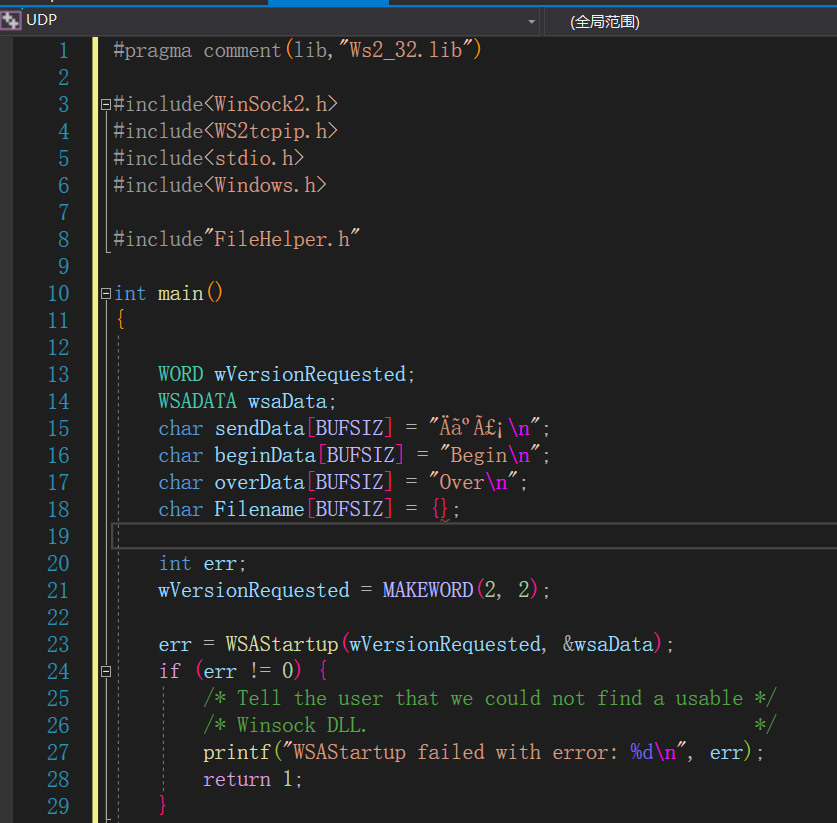 UDP
(全局范围)
1 #pragma comment(lib,"Ws2_32.lib")
2
3 #include<WinSock2.h>
4 #include<WS2tcpip.h>
5 #include<stdio.h>
6 #include<Windows.h>
7
8 #include"FileHelper.h"
9
10 int main()
11 {
12
13 WORD wVersionRequested;
14 WSADATA wsaData;
15 char sendData[BUFSIZ] = "ÄãºÃ£¡\n";
16 char beginData[BUFSIZ] = "Begin\n";
17 char overData[BUFSIZ] = "Over\n";
18 char Filename[BUFSIZ] = {};
19
20 int err;
21 wVersionRequested = MAKEWORD(2, 2);
22
23 err = WSAStartup(wVersionRequested, &wsaData);
24 if (err != 0) {
25 /* Tell the user that we could not find a usable */
26 /* Winsock DLL. */
27 printf("WSAStartup failed with error: %d\n", err);
28 return 1;
29 }